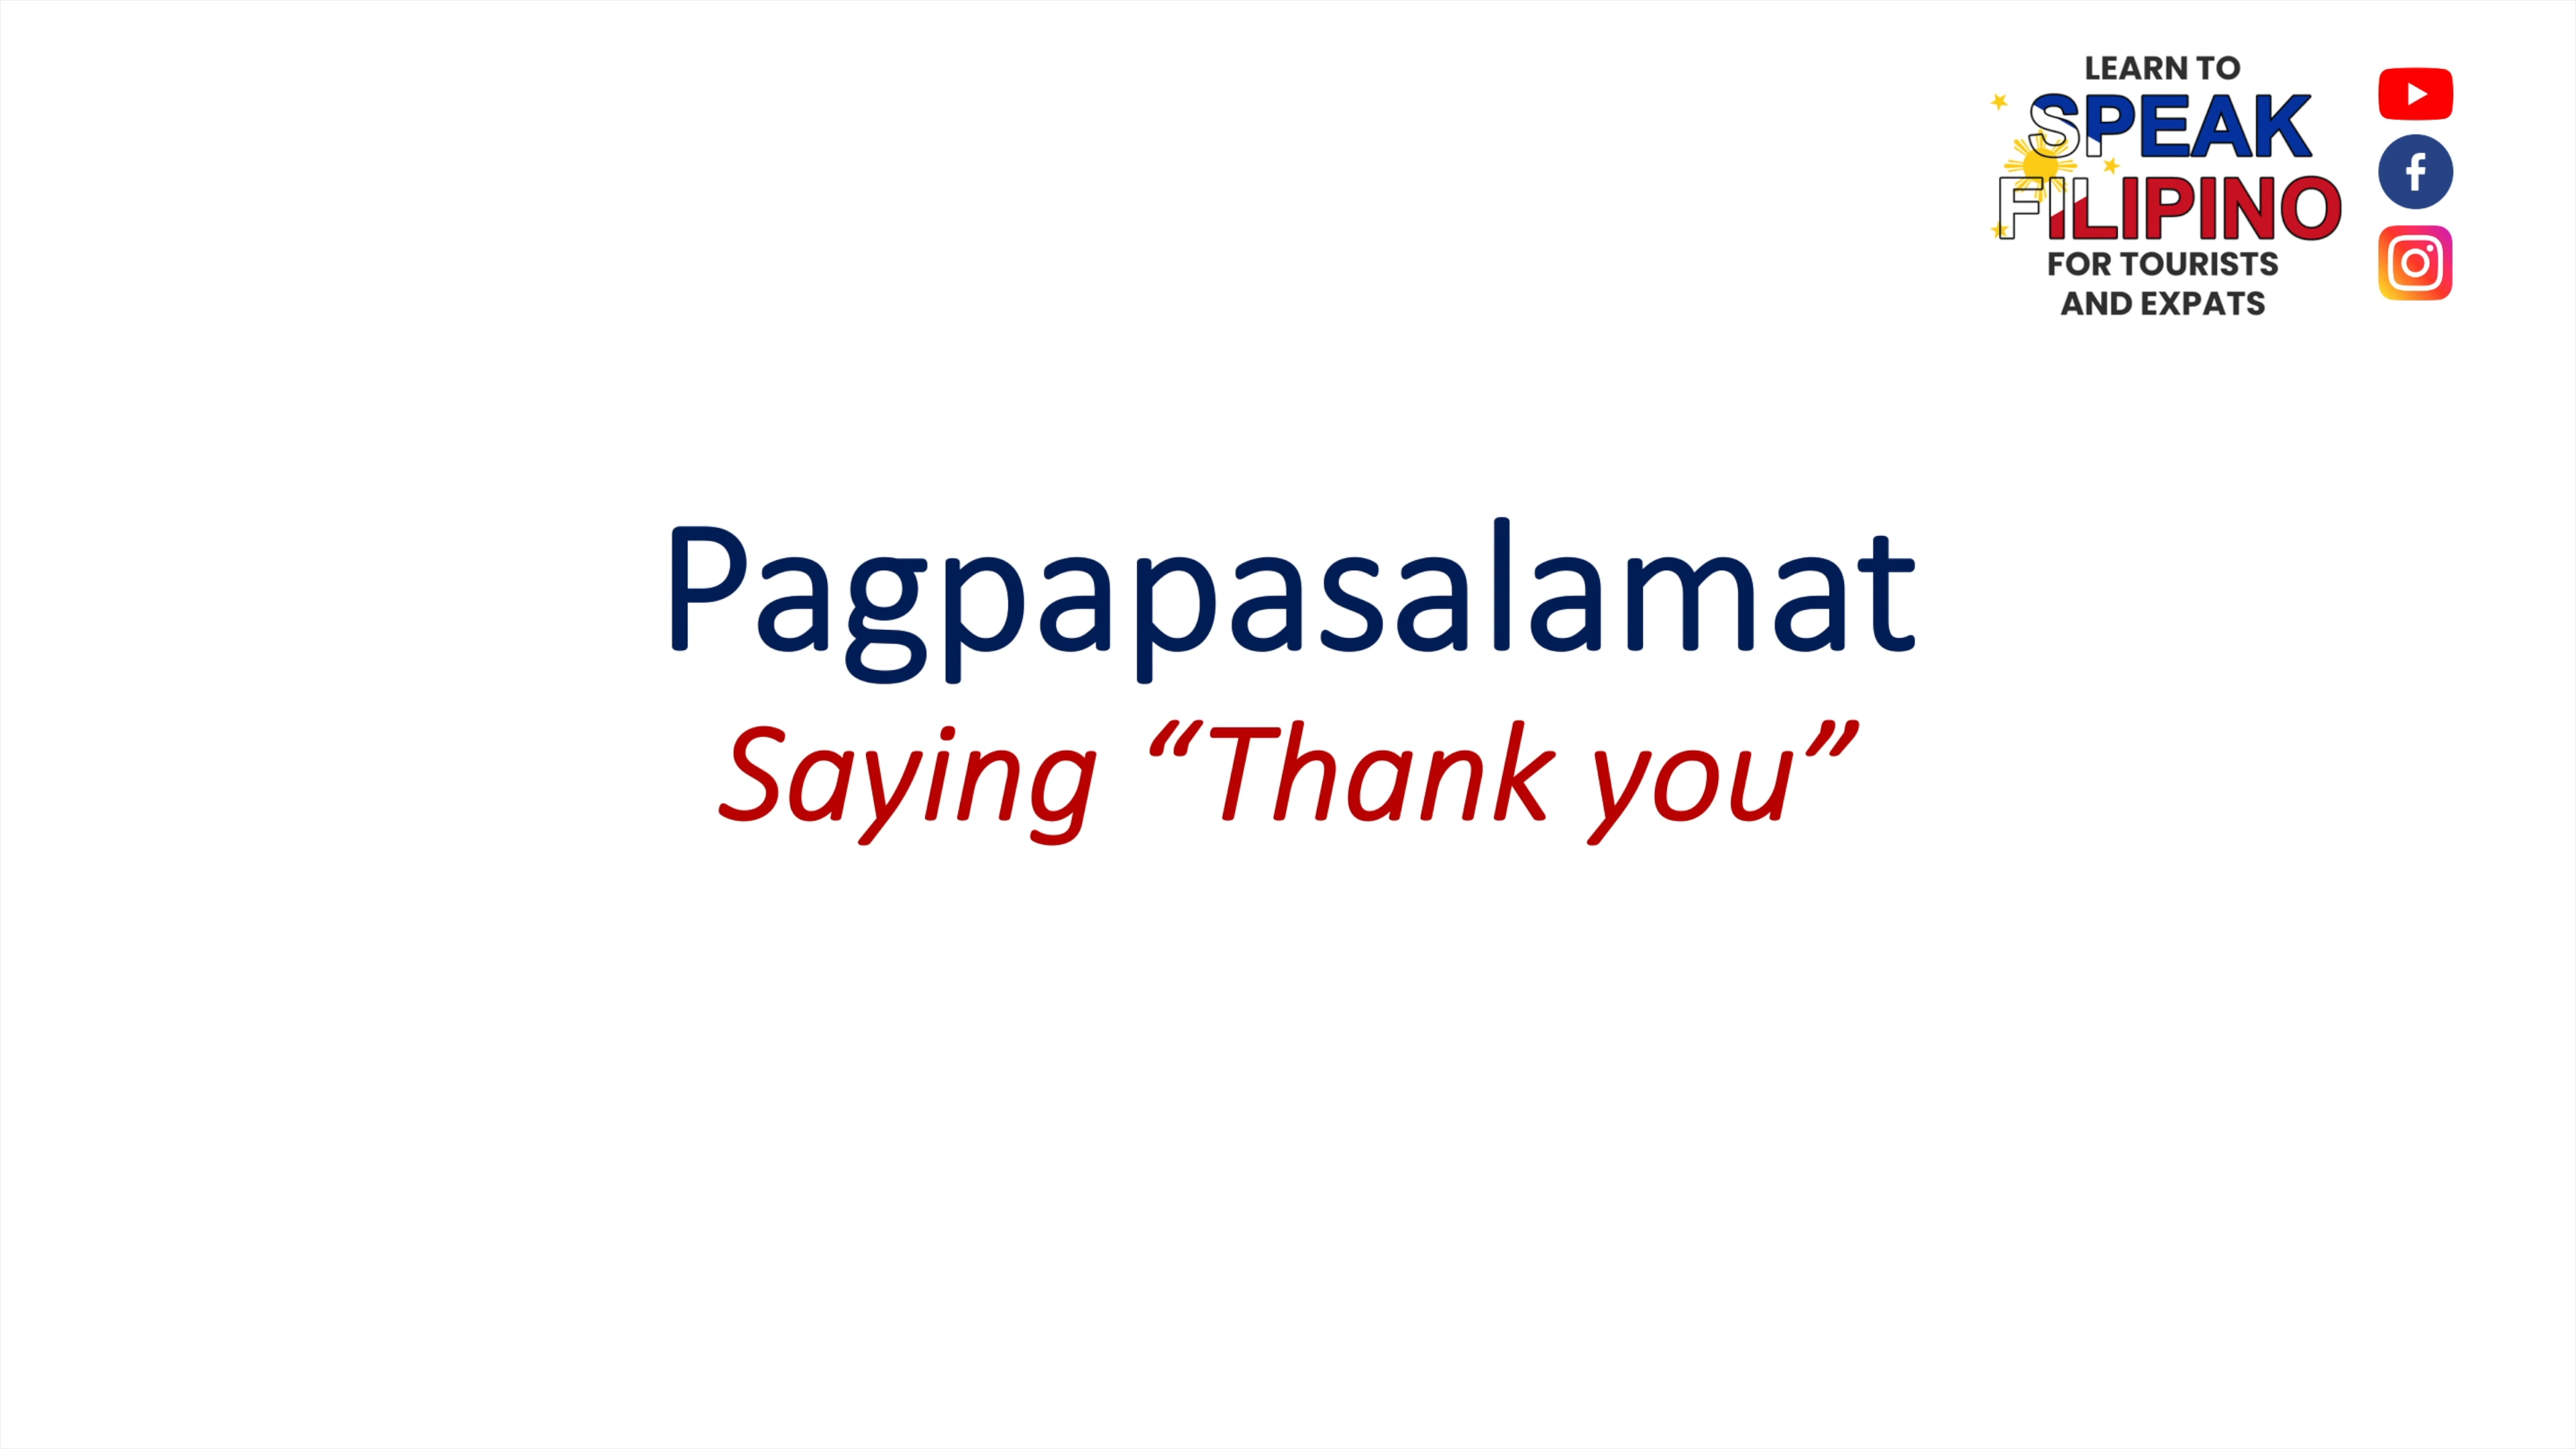 LEARN TO
SPEAK
FILIPINO
FOR TOURISTS
AND EXPATS
Pagpapasalamat
Saying “Thank you”